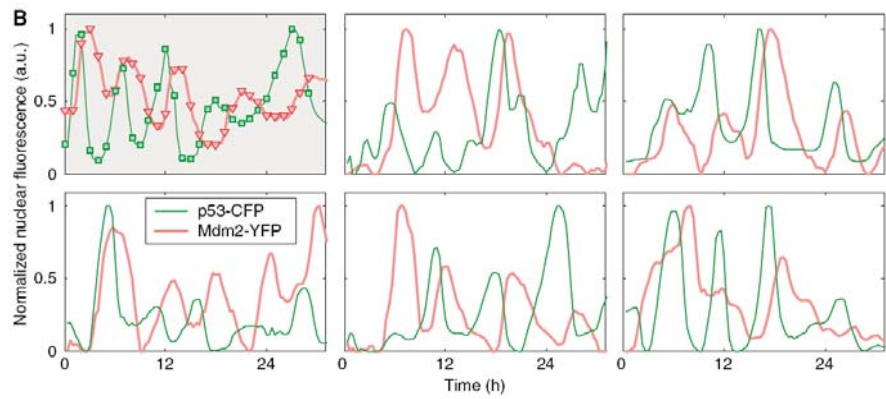 B
Normalized nuclear fluorescence (a.u.)
1
0.5
0
1
0.5
0
p53-CFP
Mdm2-YFP
0 12 24 0 12 24 0 12 24
Time (h)